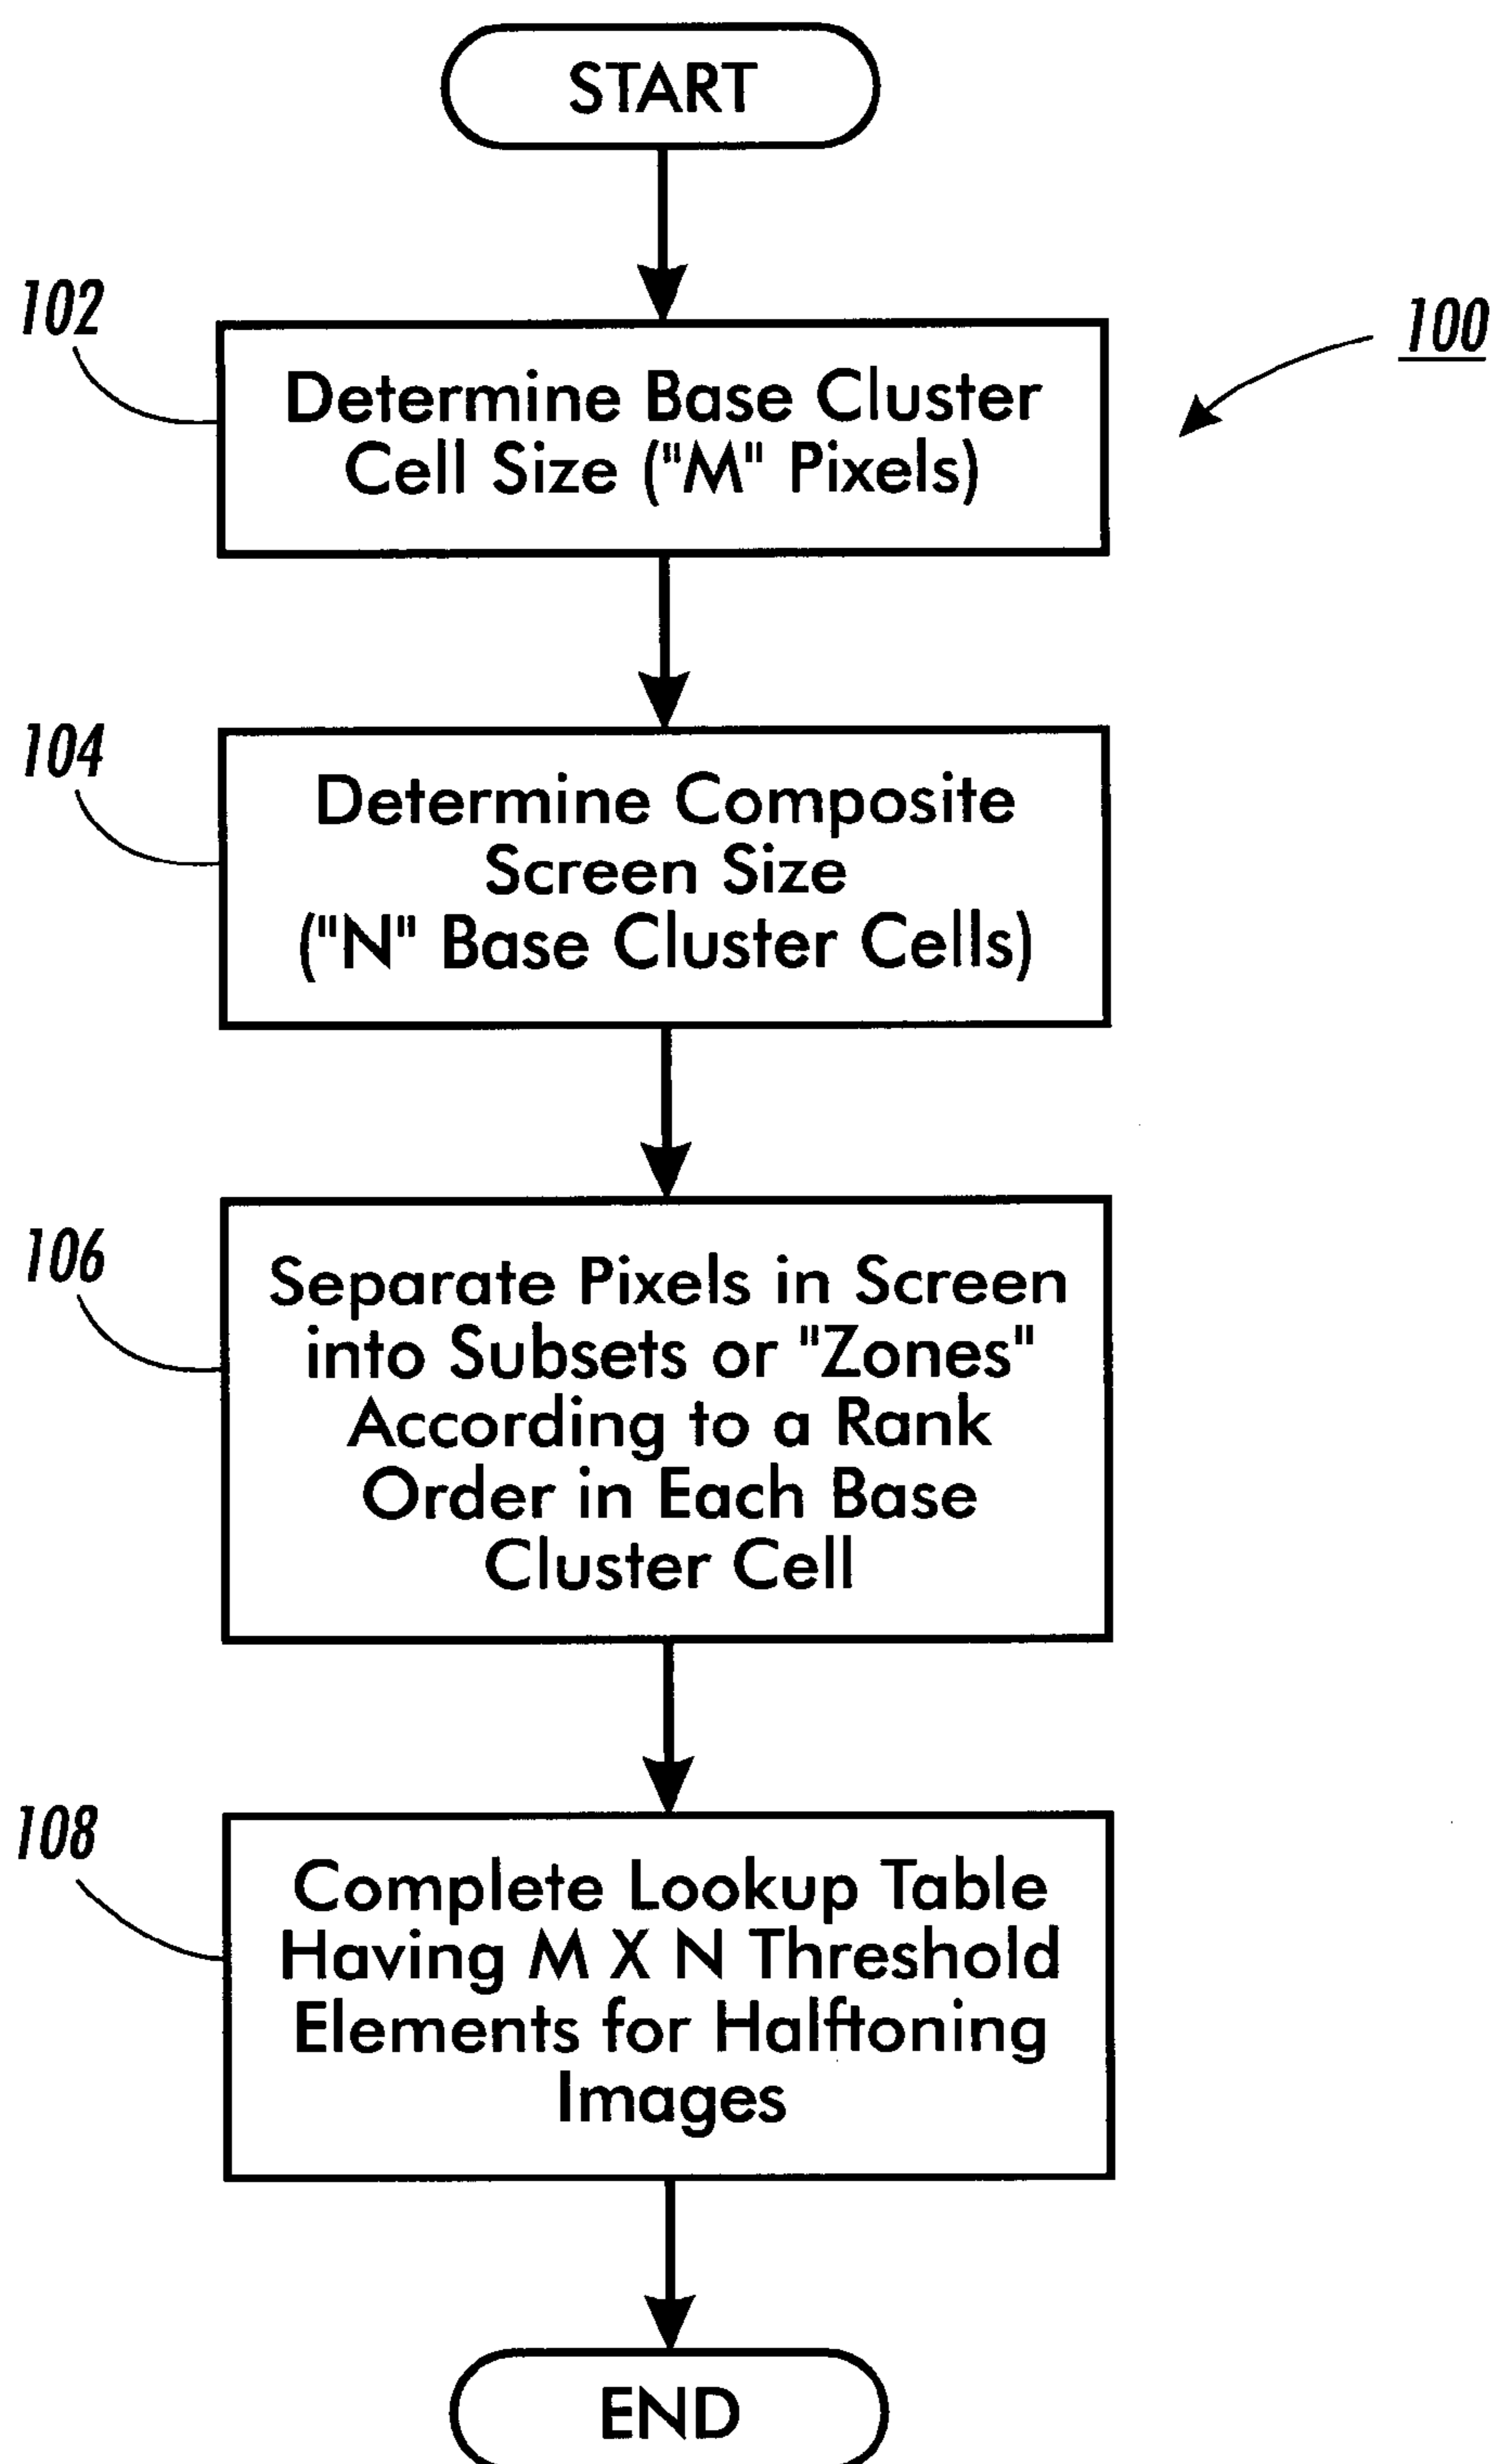 START
102
100
Determine Base Cluster
Cell Size ("M" Pixels)
104
Determine Composite
Screen Size
("N" Base Cluster Cells)
106
Separate Pixels in Screen
into Subsets or "Zones"
According to a Rank
Order in Each Base
Cluster Cell
108
Complete Lookup Table
Having M X N Threshold
Elements for Halftoning
Images
END